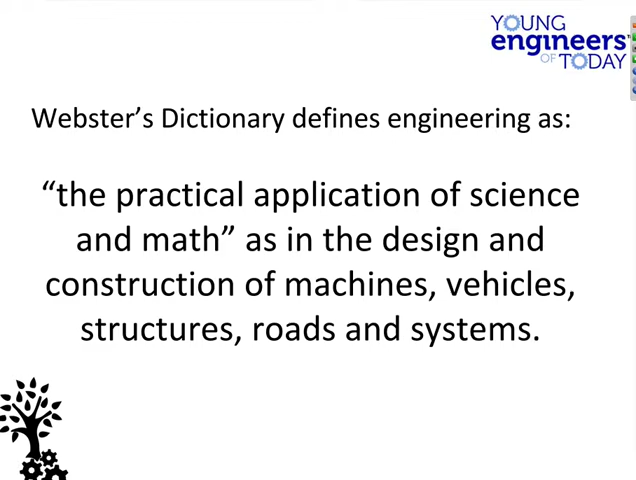 YOUNG
engineers
OF TODAY
Webster’s Dictionary defines engineering as:
“the practical application of science
and math” as in the design and
construction of machines, vehicles,
structures, roads and systems.